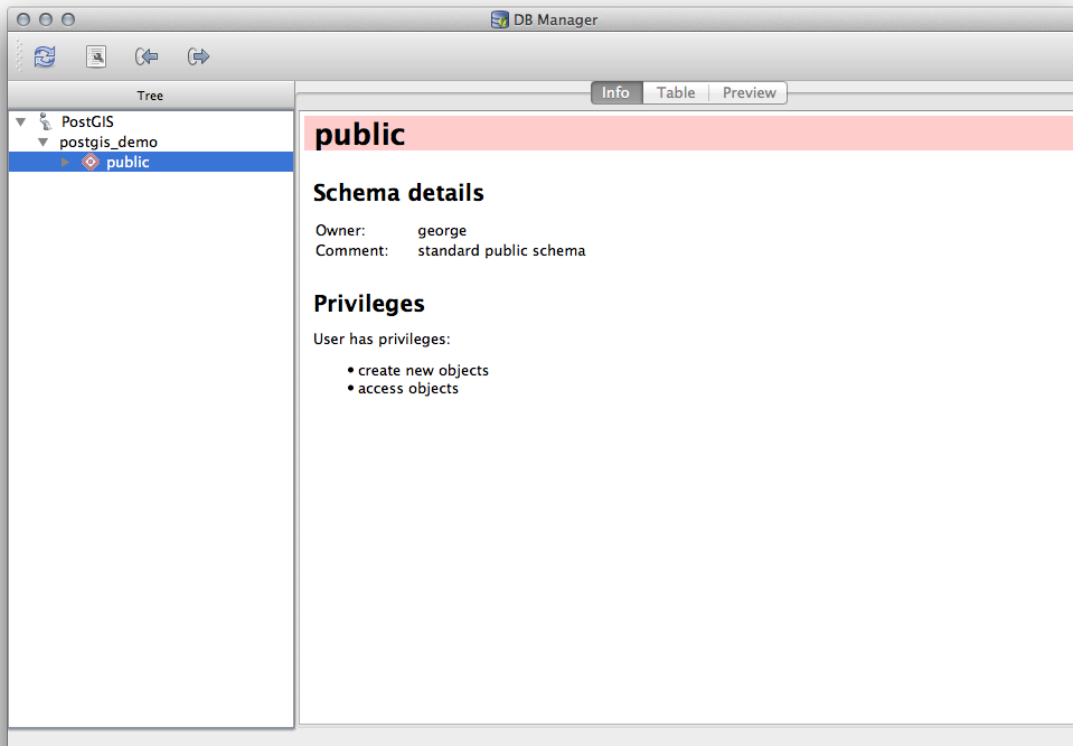 DB Manager
Tree
Info Table Preview
PostGIS
postgis_demo
public
public
Schema details
Owner: george
Comment: standard public schema
Privileges
User has privileges:
• create new objects
• access objects